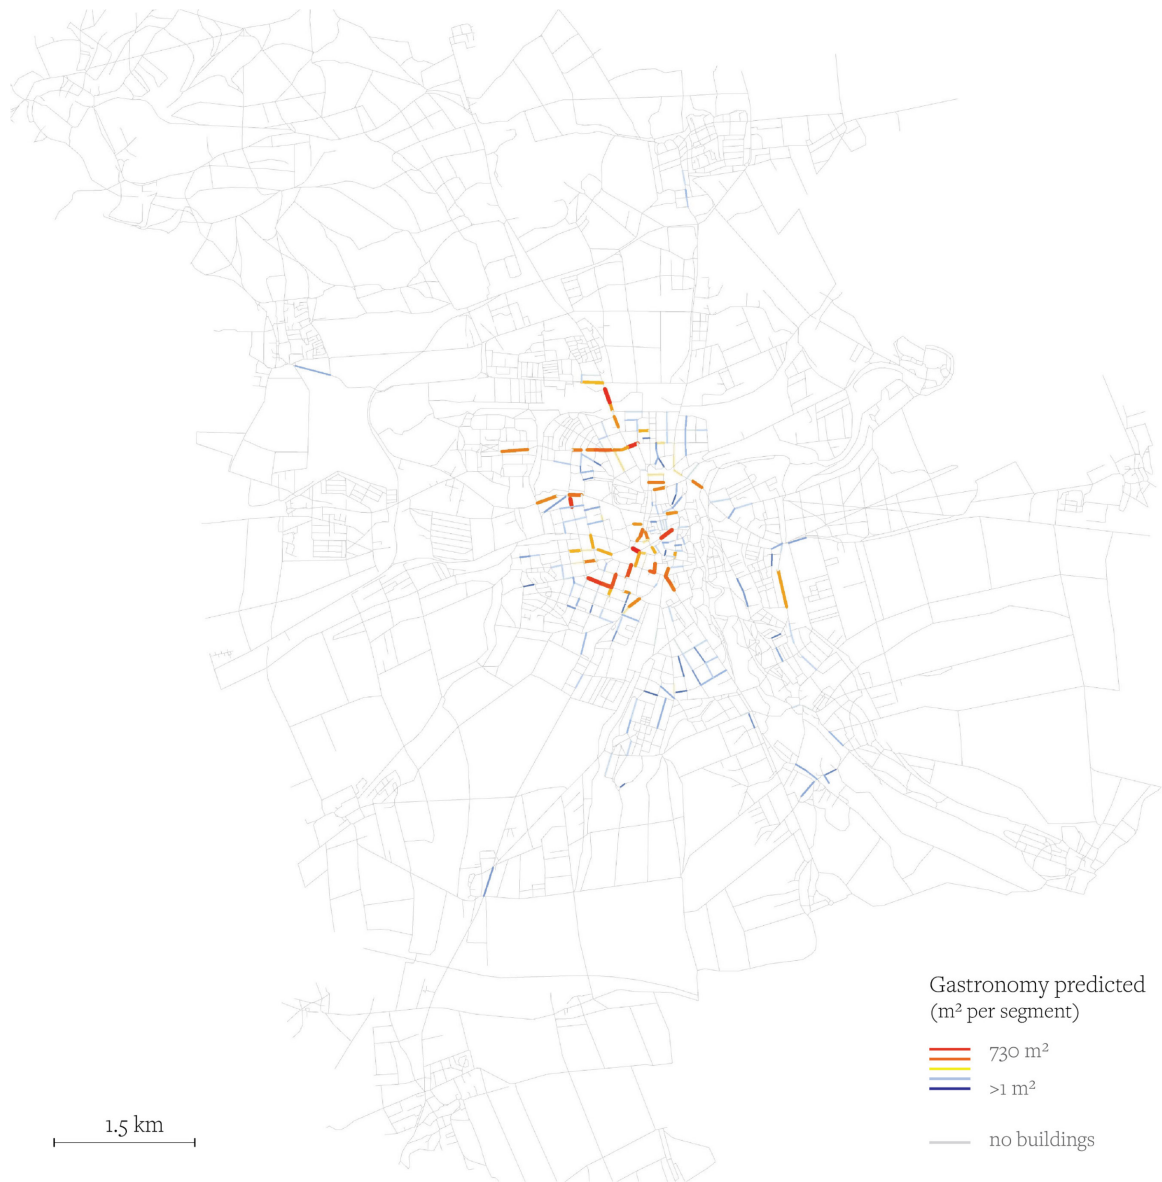 Gastronomy predicted
(m² per segment)
730 m²
>1 m²
no buildings
1.5 km